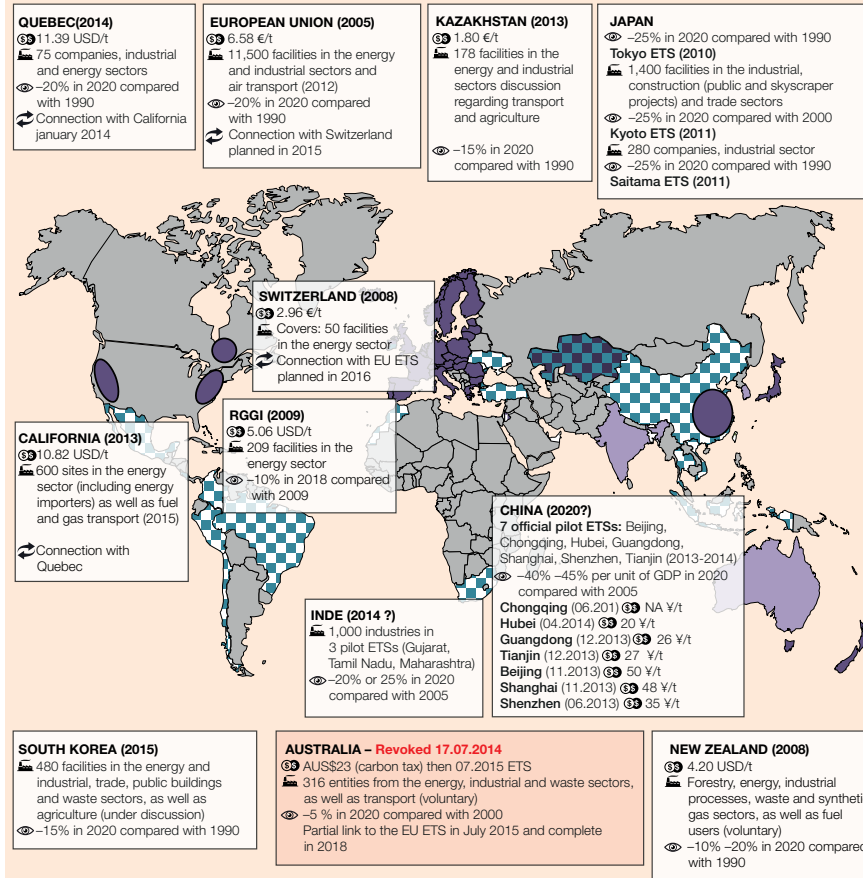 QUEBEC(2014)
$$ 11.39 USD/t
75 companies, industrial
and energy sectors
–20% in 2020 compared
with 1990
Connection with California
january 2014
EUROPEAN UNION (2005)
$$ 6.58 €/t
11,500 facilities in the energy
and industrial sectors and
air transport (2012)
–20% in 2020 compared
with 1990
Connection with Switzerland
planned in 2015
KAZAKHSTAN (2013)
$$ 1.80 €/t
178 facilities in the
energy and industrial
sectors discussion
regarding transport
and agriculture
–15% in 2020
compared with 1990
JAPAN
–25% in 2020 compared with 1990
Tokyo ETS (2010)
1,400 facilities in the industrial,
construction (public and skyscraper
projects) and trade sectors
–25% in 2020 compared with 2000
Kyoto ETS (2011)
280 companies, industrial sector
–25% in 2020 compared with 1990
Saitama ETS (2011)
SWITZERLAND (2008)
$$ 2.96 €/t
Covers: 50 facilities
in the energy sector
Connection with EU ETS
planned in 2016
RGGI (2009)
$$ 5.06 USD/t
209 facilities in the
energy sector
–10% in 2018 compared
with 2009
CALIFORNIA (2013)
$$ 10.82 USD/t
600 sites in the energy
sector (including energy
importers) as well as fuel
and gas transport (2015)
Connection with
Quebec
CHINA (2020?)
7 official pilot ETSs: Beijing,
Chongqing, Hubei, Guangdong,
Shanghai, Shenzhen, Tianjin (2013-2014)
–40% –45% per unit of GDP in 2020
compared with 2005
Chongqing (06.201) $$ NA ¥/t
Hubei (04.2014) $$ 20 ¥/t
Guangdong (12.2013) $$ 26 ¥/t
Tianjin (12.2013) $$ 27 ¥/t
Beijing (11.2013) $$ 50 ¥/t
Shanghai (11.2013) $$ 48 ¥/t
Shenzhen (06.2013) $$ 35 ¥/t
INDE (2014 ?)
1,000 industries in
3 pilot ETSs (Gujarat,
Tamil Nadu, Maharashtra)
–20% or 25% in 2020
compared with 2005
SOUTH KOREA (2015)
480 facilities in the energy and
industrial, trade, public buildings
and waste sectors, as well as
agriculture (under discussion)
–15% in 2020 compared with 1990
AUSTRALIA – Revoked 17.07.2014
$$ AUS$23 (carbon tax) then 07.2015 ETS
316 entities from the energy, industrial and waste sectors,
as well as transport (voluntary)
–5 % in 2020 compared with 2000
Partial link to the EU ETS in July 2015 and complete
in 2018
NEW ZEALAND (2008)
$$ 4.20 USD/t
Forestry, energy, industrial
processes, waste and syntheti
gas sectors, as well as fuel
users (voluntary)
–10% –20% in 2020 compared
with 1990